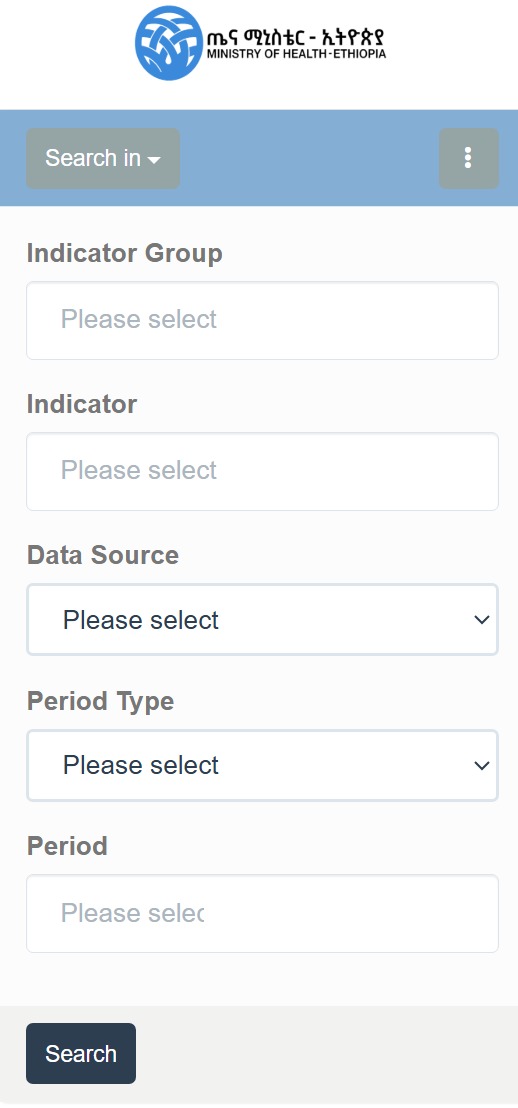 ጤና ሚኒስቴር - ኢትዮጵያ
MINISTRY OF HEALTH-ETHIOPIA
Search in
Indicator Group
Please select
Indicator
Please select
Data Source
Please select
Period Type
Please select
Period
Please selec
Search